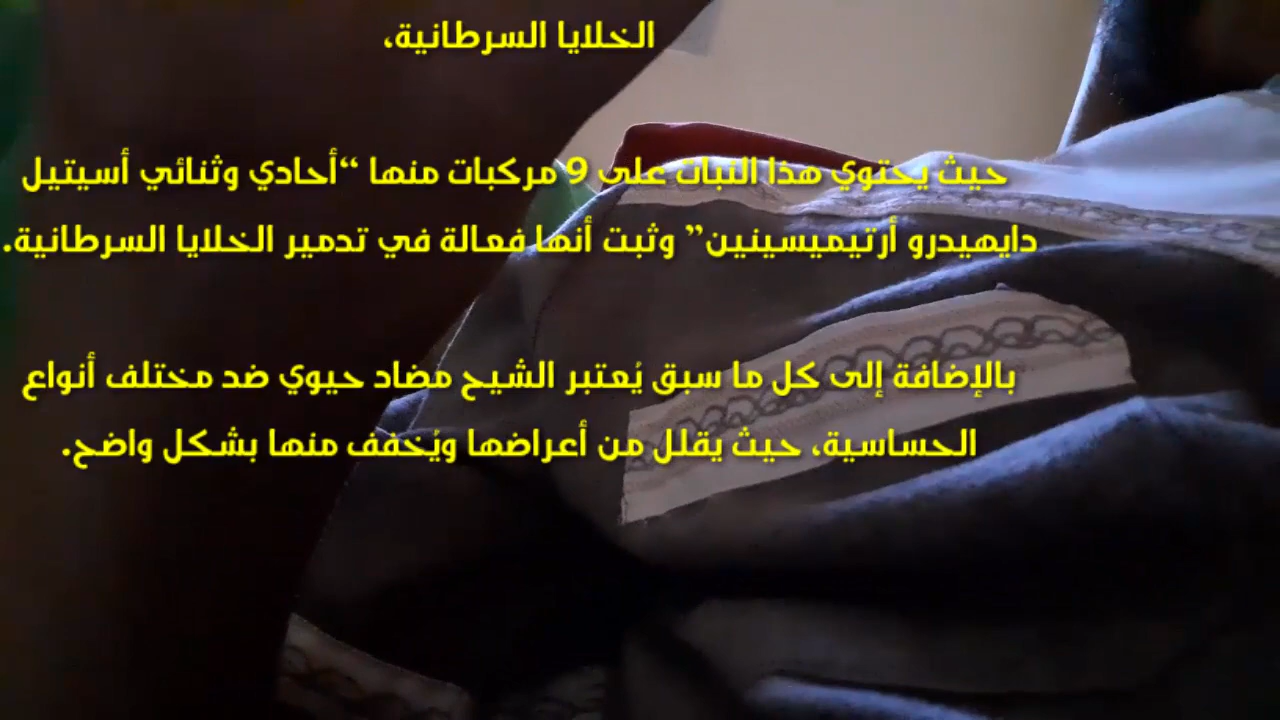 الخلايا السرطانية،
حيث يحتوي هذا النبات على 9 مركبات منها “أحادي وثنائي أسيتيل
دايهيدرو أرتيميسينين” وثبت أنها فعالة في تدمير الخلايا السرطانية.
بالإضافة إلى كل ما سبق يُعتبر الشيح مضاد حيوي ضد مختلف أنواع
الحساسية، حيث يقلل من أعراضها ويُخفف منها بشكل واضح.